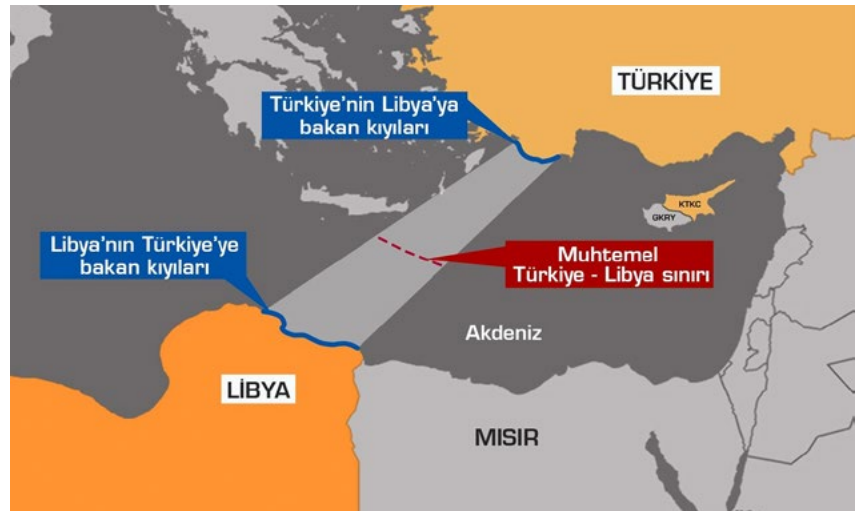 TÜRKİYE
Türkiye'nin Libya'ya
bakan kıyıları
KTKC
GKRY
Libya'nın Türkiye'ye
bakan kıyıları
Muhtemel
Türkiye - Libya sınırı
Akdeniz
LİBYA
MISIR